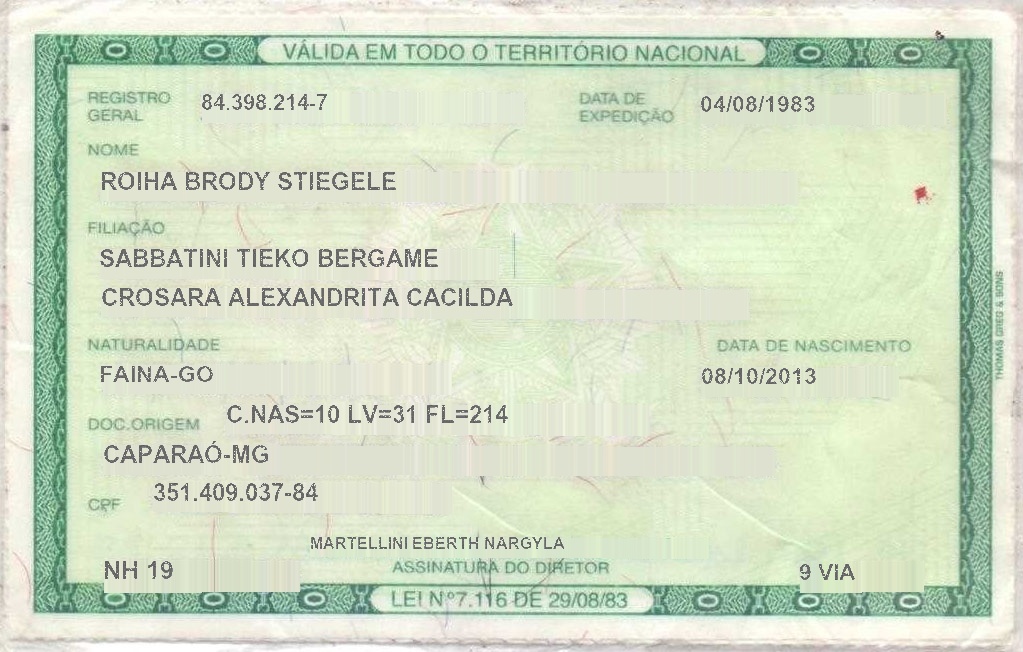 VÁLIDA EM TODO O TERRITÓRIO NACIONAL
REGISTRO GERAL 84.398.214-7 DATA DE EXPEDIÇÃO 04/08/1983
NOME
ROIHA BRODY STIEGELE
FILIAÇÃO
SABBATINI TIEKO BERGAME
CROSARA ALEXANDRITA CACILDA
NATURALIDADE DATA DE NASCIMENTO
FAINA-GO 08/10/2013
DOC.ORIGEM C.NAS=10 LV=31 FL=214
CAPARAÓ-MG
CPF 351.409.037-84
MARTELLINI EBERTH NARGYLA
NH 19 ASSINATURA DO DIRETOR 9 VIA
LEI Nº7.116 DE 29/08/83
THOMAS GREG & SONS